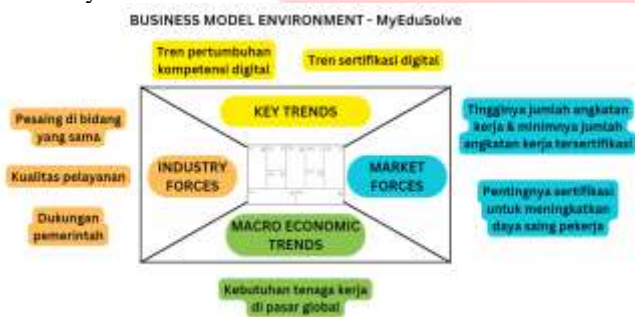 BUSINESS MODEL ENVIRONMENT - MyEduSolve
Tren pertumbuhan
kompetensi digital
Tren sertifikasi digital
KEY TRENDS
Pesaing di bidang
yang sama
Kualitas pelayanan
Dukungan
pemerintah
INDUSTRY
FORCES
MARKET
FORCES
Tingginya jumlah angkatan
kerja & minimnya jumlah
angkatan kerja tersertifikasi
Pentingnya sertifikasi
untuk meningkatkan
daya saing pekerja
MACRO ECONOMIC
TRENDS
Kebutuhan tenaga kerja
di pasar global